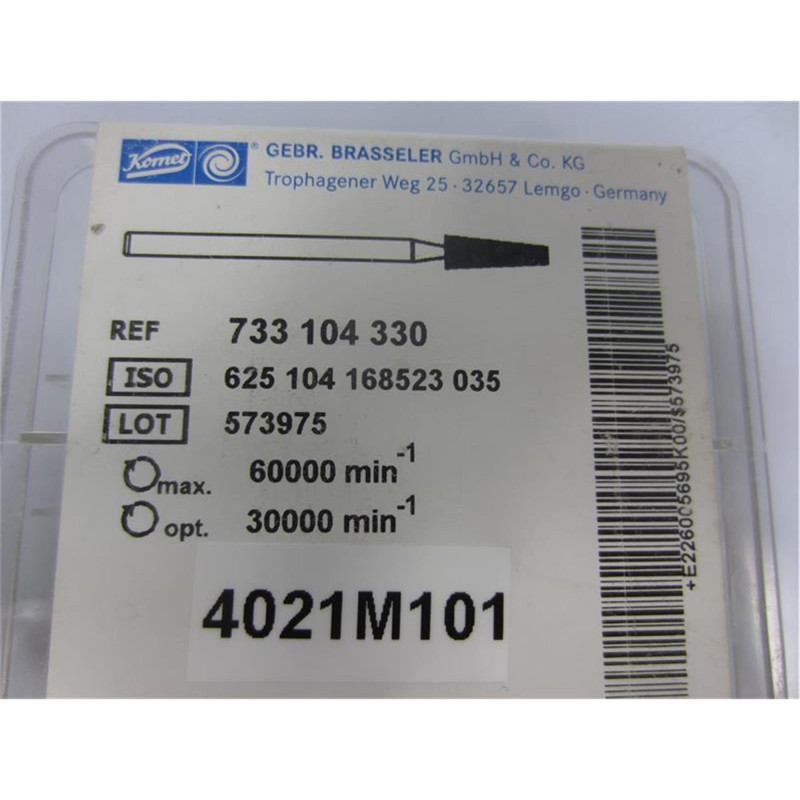 Komet ® GEBR. BRASSELER GmbH & Co. KG
Trophagener Weg 25 · 32657 Lemgo · Germany
REF 733 104 330
ISO 625 104 168523 035
LOT 573975
max. 60000 min-1
opt. 30000 min-1
4021M101
+E226005695K00/$573975